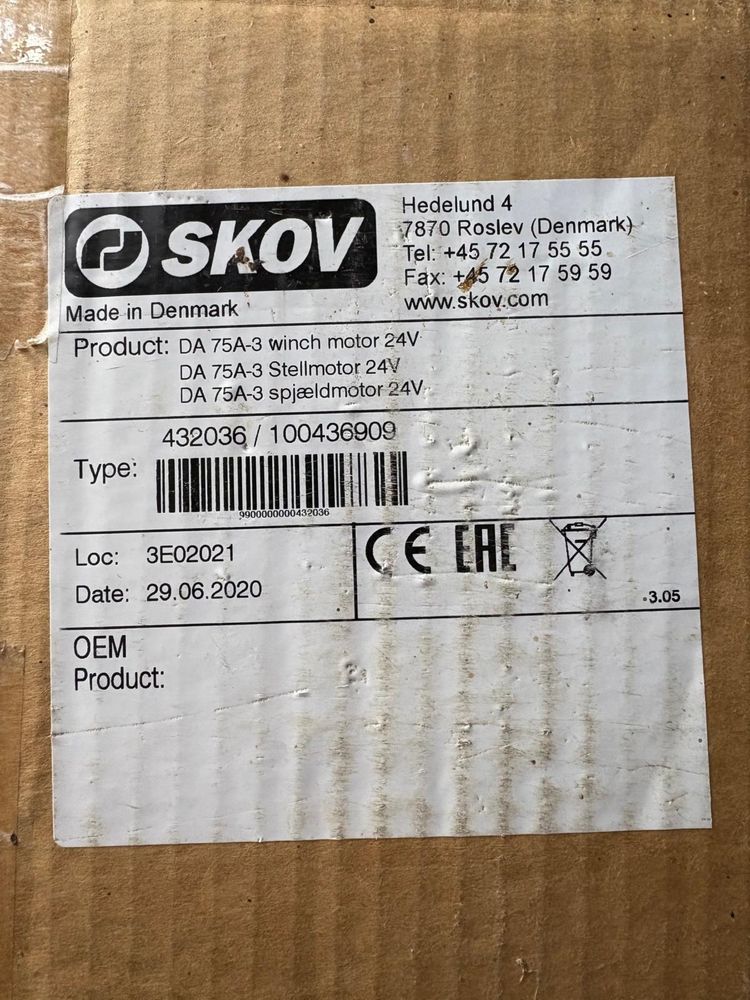 SKOV
Hedelund 4
7870 Roslev (Denmark)
Tel: +45 72 17 55 55
Fax: +45 72 17 59 59
www.skov.com
Made in Denmark
Product: DA 75A-3 winch motor 24V
DA 75A-3 Stellmotor 24V
DA 75A-3 spjældmotor 24V
432036 / 100436909
Type:
9900000000432036
Loc: 3E02021
Date: 29.06.2020
CE EAC
-3.05
OEM
Product: